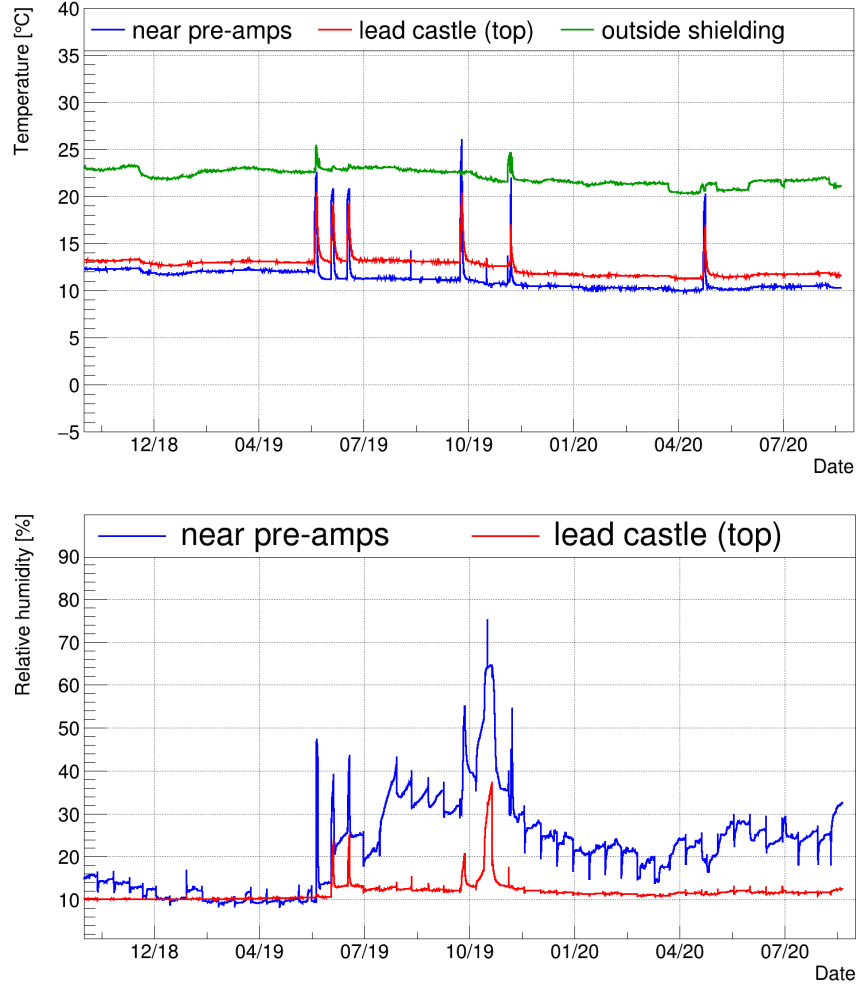 Temperature [°C]
40
near pre-amps lead castle (top) outside shielding
35
30
25
20
15
10
5
0
−5
12/18 04/19 07/19 10/19 01/20 04/20 07/20
Date
Relative humidity [%]
near pre-amps lead castle (top)
90
80
70
60
50
40
30
20
10
12/18 04/19 07/19 10/19 01/20 04/20 07/20
Date